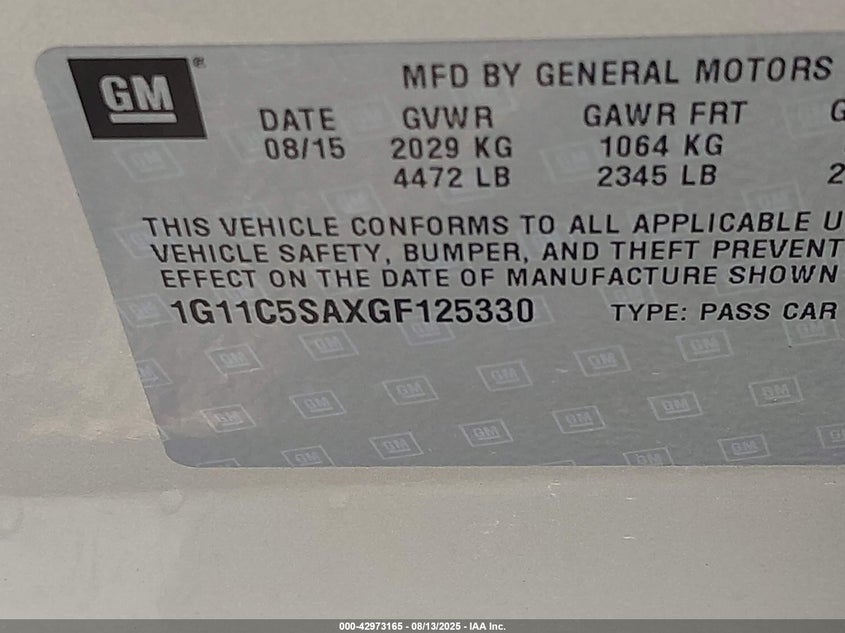 GM ®
MFD BY GENERAL MOTORS
DATE GVWR GAWR FRT G
08/15 2029 KG 1064 KG
4472 LB 2345 LB 2
THIS VEHICLE CONFORMS TO ALL APPLICABLE U
VEHICLE SAFETY, BUMPER, AND THEFT PREVENT
EFFECT ON THE DATE OF MANUFACTURE SHOWN
1G11C5SAXGF125330 TYPE: PASS CAR
000-42973165 - 08/13/2025 - IAA Inc.